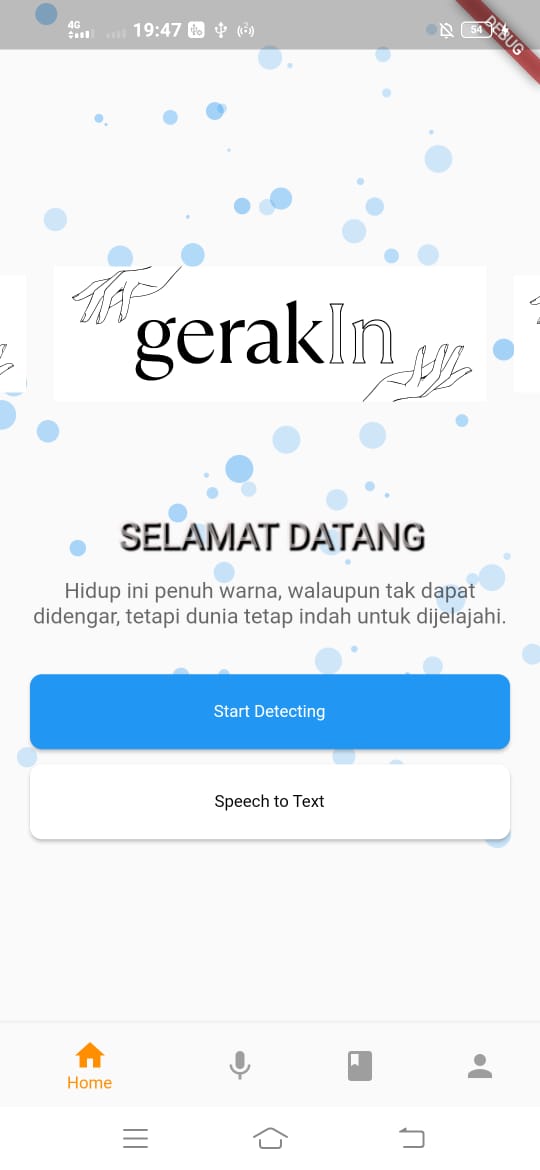 4G
19:47
54
DEBUG
gerakIn
SELAMAT DATANG
Hidup ini penuh warna, walaupun tak dapat
didengar, tetapi dunia tetap indah untuk dijelajahi.
Start Detecting
Speech to Text
Home